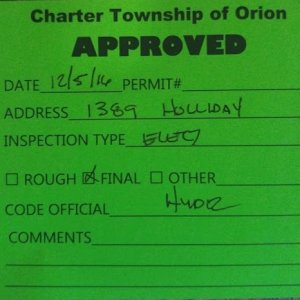 Charter Township of Orion
APPROVED
DATE 12/5/16 PERMIT#
ADDRESS 1389 HOLLIDAY
INSPECTION TYPE ELEC
☐ ROUGH ☒ FINAL ☐ OTHER
CODE OFFICIAL
COMMENTS